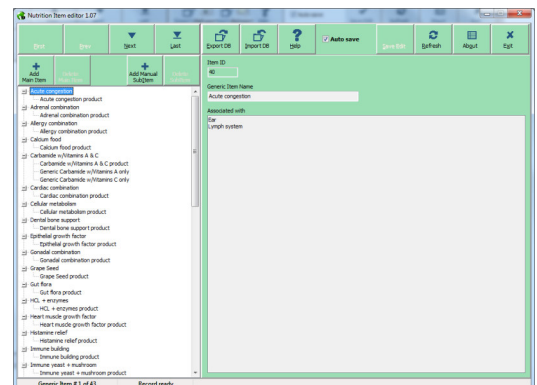 Nutrition Item editor 1.07
First
Prev
Next
Last
Export DB
Import DB
Help
Auto save
Save Edit
Refresh
About
Exit
Add
Main Item
Delete
Main Item
Add Manual
SubItem
Delete
SubItem
Item ID
40
Generic Item Name
Acute congestion
Associated with
Ear
Lymph system
Acute congestion
Acute congestion product
Adrenal combination
Adrenal combination product
Allergy combination
Allergy combination product
Calcium food
Calcium food product
Carbamide w/Vitamins A & C
Carbamide w/Vitamins A & C product
Generic Carbamide w/Vitamins A only
Generic Carbamide w/Vitamins C only
Cardiac combination
Cardiac combination product
Cellular metabolism
Cellular metabolism product
Dental bone support
Dental bone support product
Epithelial growth factor
Epithelial growth factor product
Gonadal combination
Gonadal combination product
Grape Seed
Grape Seed product
Gut flora
Gut flora product
HCL + enzymes
HCL + enzymes product
Heart muscle growth factor
Heart muscle growth factor product
Histamine relief
Histamine relief product
Immune building
Immune building product
Immune yeast + mushroom
Immune yeast + mushroom product
Generic Item # 1 of 43
Record ready